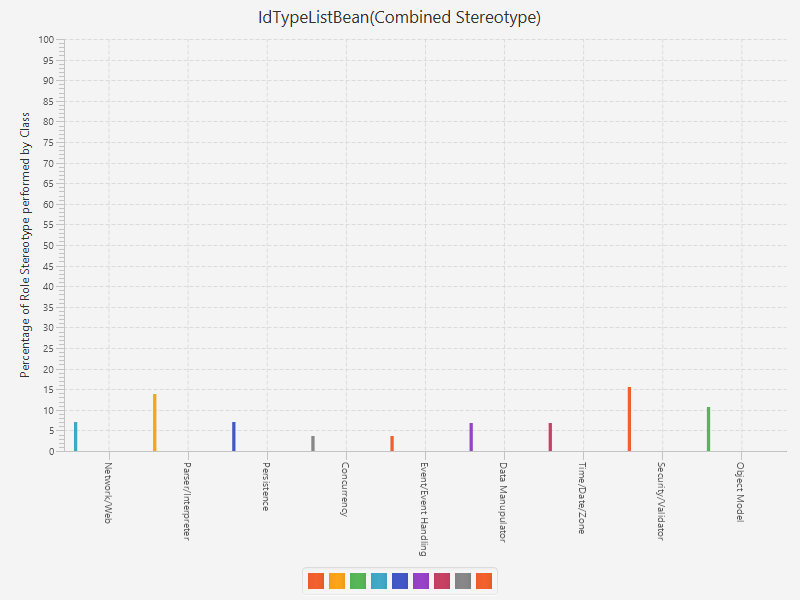 IdTypeListBean(Combined Stereotype)
Percentage of Role Stereotype performed by Class
100
95
90
85
80
75
70
65
60
55
50
45
40
35
30
25
20
15
10
5
0
Network/Web
Parser/Interpreter
Persistence
Concurrency
Event/Event Handling
Data Manupulator
Time/Date/Zone
Security/Validator
Object Model